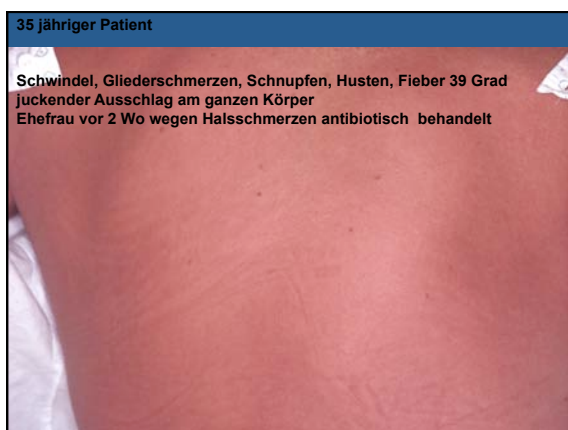 35 jähriger Patient
Schwindel, Gliederschmerzen, Schnupfen, Husten, Fieber 39 Grad
juckender Ausschlag am ganzen Körper
Ehefrau vor 2 Wo wegen Halsschmerzen antibiotisch behandelt